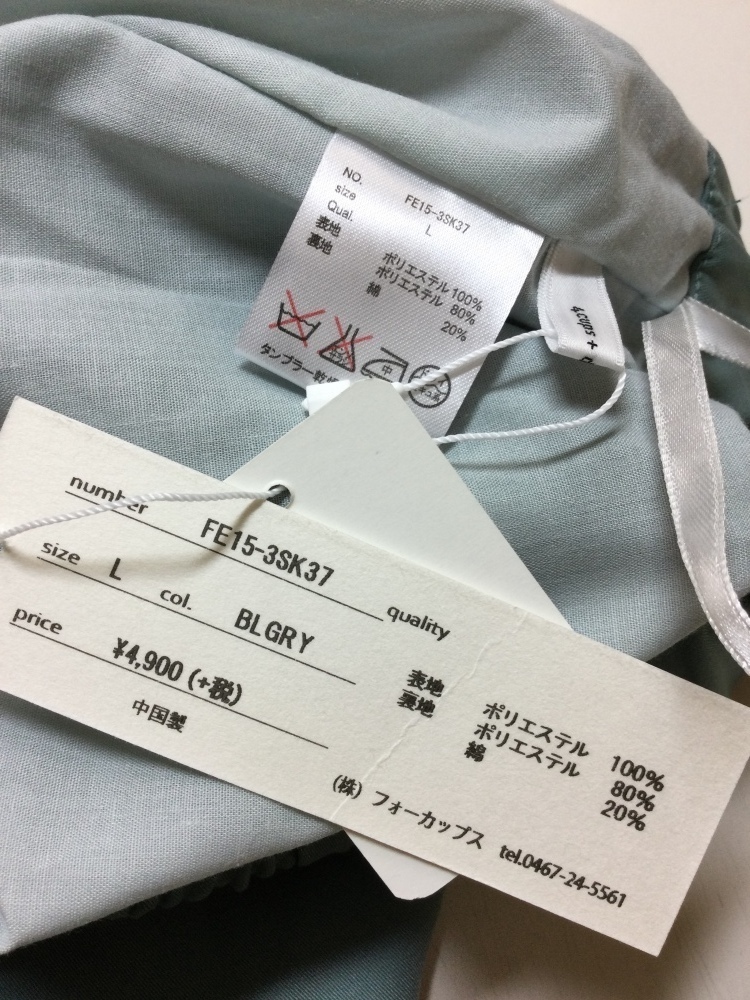 NO. FE15-3SK37
size L
Qual.
表地 ポリエステル 100%
裏地 ポリエステル 80%
綿 20%
中
タンブラー乾燥
4cups +
number FE15-3SK37
size L col. BLGRY
price ¥4,900 (+税)
中国製
quality
表地 ポリエステル 100%
裏地 ポリエステル 80%
綿 20%
(株) フォーカップス tel.0467-24-5561